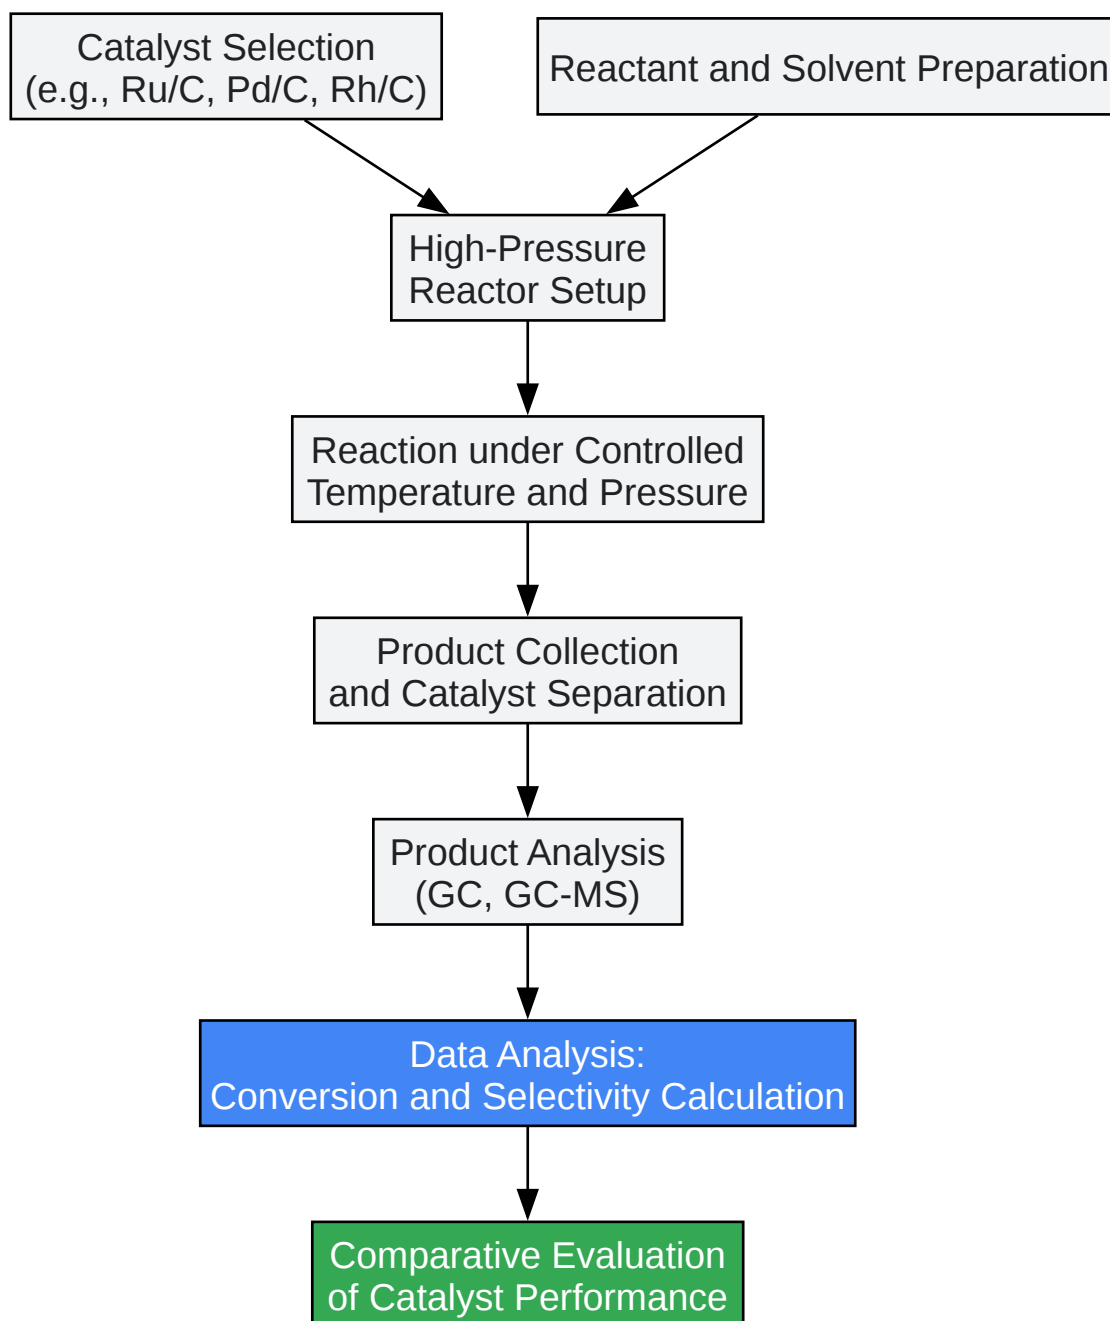 Catalyst Selection
(e.g., Ru/C, Pd/C, Rh/C)
Reactant and Solvent Preparation
High-Pressure
Reactor Setup
Reaction under Controlled
Temperature and Pressure
Product Collection
and Catalyst Separation
Product Analysis
(GC, GC-MS)
Data Analysis:
Conversion and Selectivity Calculation
Comparative Evaluation
of Catalyst Performance